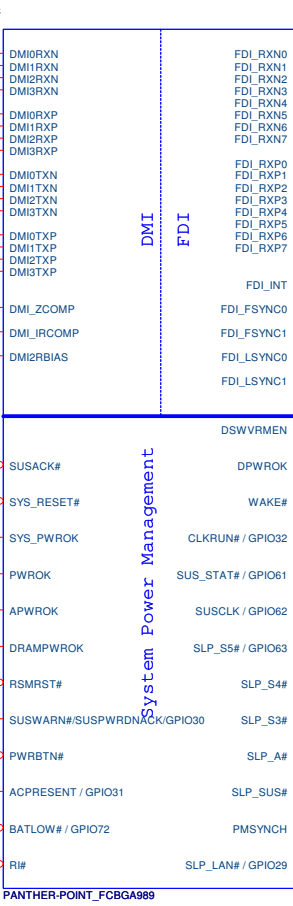 DMI0RXN
DMI1RXN
DMI2RXN
DMI3RXN
DMI0RXP
DMI1RXP
DMI2RXP
DMI3RXP
DMI0TXN
DMI1TXN
DMI2TXN
DMI3TXN
DMI0TXP
DMI1TXP
DMI2TXP
DMI3TXP
DMI_ZCOMP
DMI_IRCOMP
DMI2RBIAS
DMI
FDI
FDI_RXN0
FDI_RXN1
FDI_RXN2
FDI_RXN3
FDI_RXN4
FDI_RXN5
FDI_RXN6
FDI_RXN7
FDI_RXP0
FDI_RXP1
FDI_RXP2
FDI_RXP3
FDI_RXP4
FDI_RXP5
FDI_RXP6
FDI_RXP7
FDI_INT
FDI_FSYNC0
FDI_FSYNC1
FDI_LSYNC0
FDI_LSYNC1
SUSACK#
SYS_RESET#
SYS_PWROK
PWROK
APWROK
DRAMPWROK
RSMRST#
SUSWARN#/SUSPWRDNACK/GPIO30
PWRBTN#
ACPRESENT / GPIO31
BATLOW# / GPIO72
RI#
System Power Management
DSWVRMEN
DPWROK
WAKE#
CLKRUN# / GPIO32
SUS_STAT# / GPIO61
SUSCLK / GPIO62
SLP_S5# / GPIO63
SLP_S4#
SLP_S3#
SLP_A#
SLP_SUS#
PMSYNCH
SLP_LAN# / GPIO29
PANTHER-POINT_FCBGA989